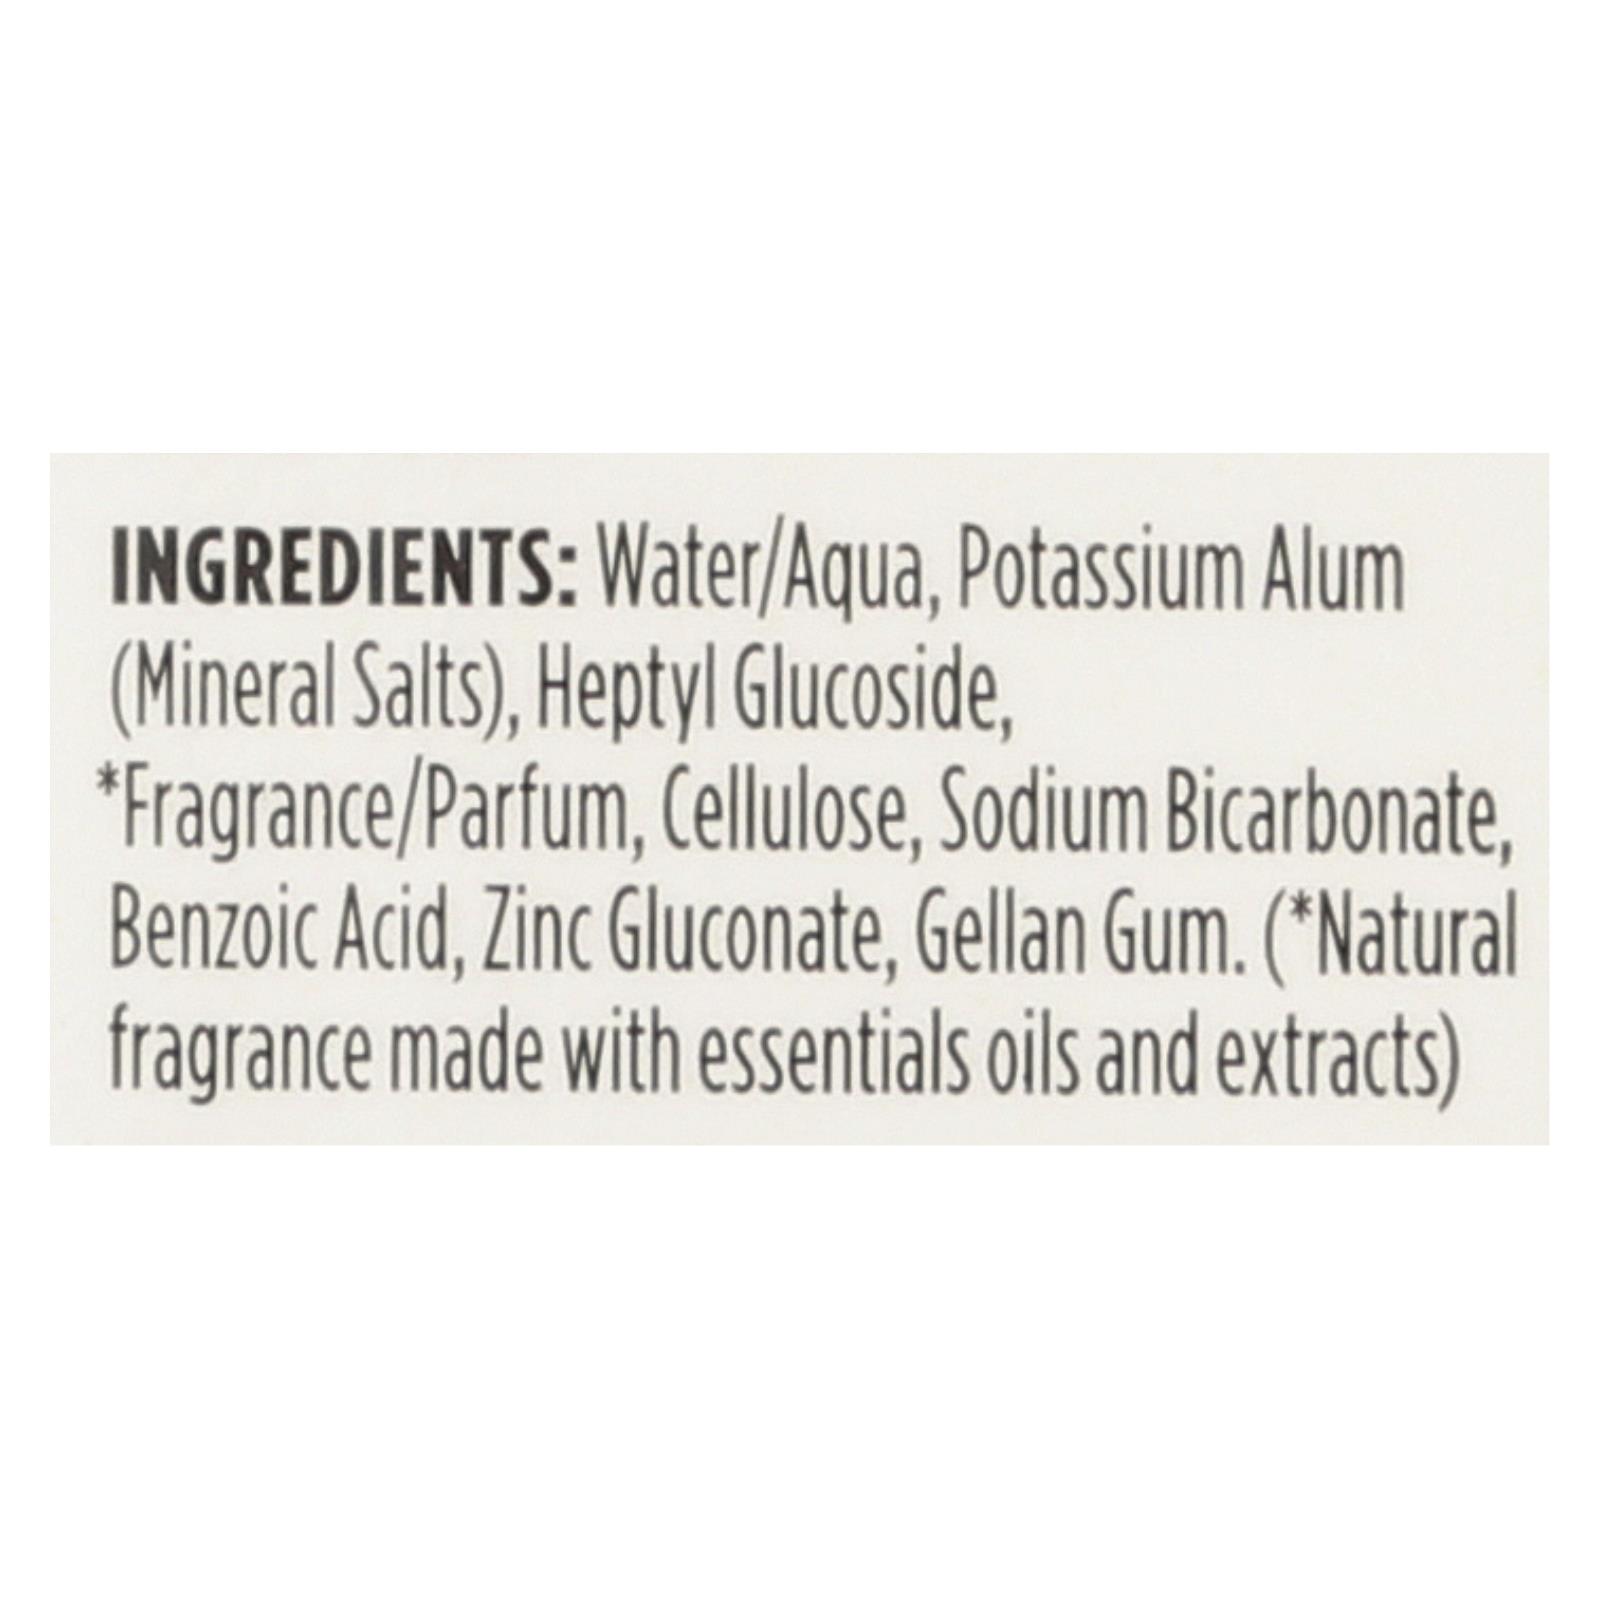 INGREDIENTS: Water/Aqua, Potassium Alum
(Mineral Salts), Heptyl Glucoside,
*Fragrance/Parfum, Cellulose, Sodium Bicarbonate,
Benzoic Acid, Zinc Gluconate, Gellan Gum. (*Natural
fragrance made with essentials oils and extracts)